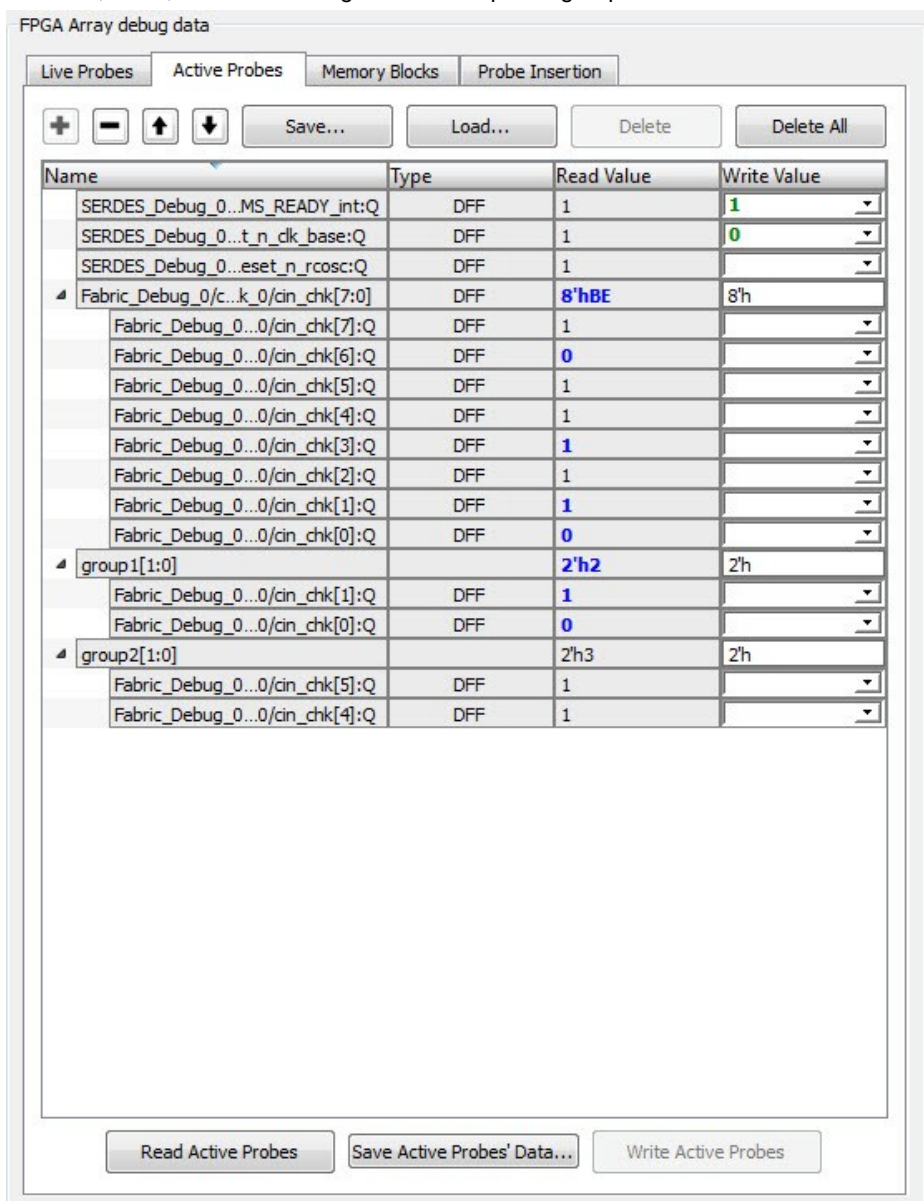 FPGA Array debug data
Live Probes Active Probes Memory Blocks Probe Insertion
Save... Load... Delete Delete All
Name Type Read Value Write Value
SERDES_Debug_0...MS_READY_int:Q DFF 1 1
SERDES_Debug_0...t_n_clk_base:Q DFF 1 0
SERDES_Debug_0...eset_n_rcosc:Q DFF 1
Fabric_Debug_0/c...k_0/cin_chk[7:0] DFF 8'hBE 8'h
Fabric_Debug_0...0/cin_chk[7]:Q DFF 1
Fabric_Debug_0...0/cin_chk[6]:Q DFF 0
Fabric_Debug_0...0/cin_chk[5]:Q DFF 1
Fabric_Debug_0...0/cin_chk[4]:Q DFF 1
Fabric_Debug_0...0/cin_chk[3]:Q DFF 1
Fabric_Debug_0...0/cin_chk[2]:Q DFF 1
Fabric_Debug_0...0/cin_chk[1]:Q DFF 1
Fabric_Debug_0...0/cin_chk[0]:Q DFF 0
group1[1:0] 2'h2 2'h
Fabric_Debug_0...0/cin_chk[1]:Q DFF 1
Fabric_Debug_0...0/cin_chk[0]:Q DFF 0
group2[1:0] 2'h3 2'h
Fabric_Debug_0...0/cin_chk[5]:Q DFF 1
Fabric_Debug_0...0/cin_chk[4]:Q DFF 1
Read Active Probes Save Active Probes' Data... Write Active Probes